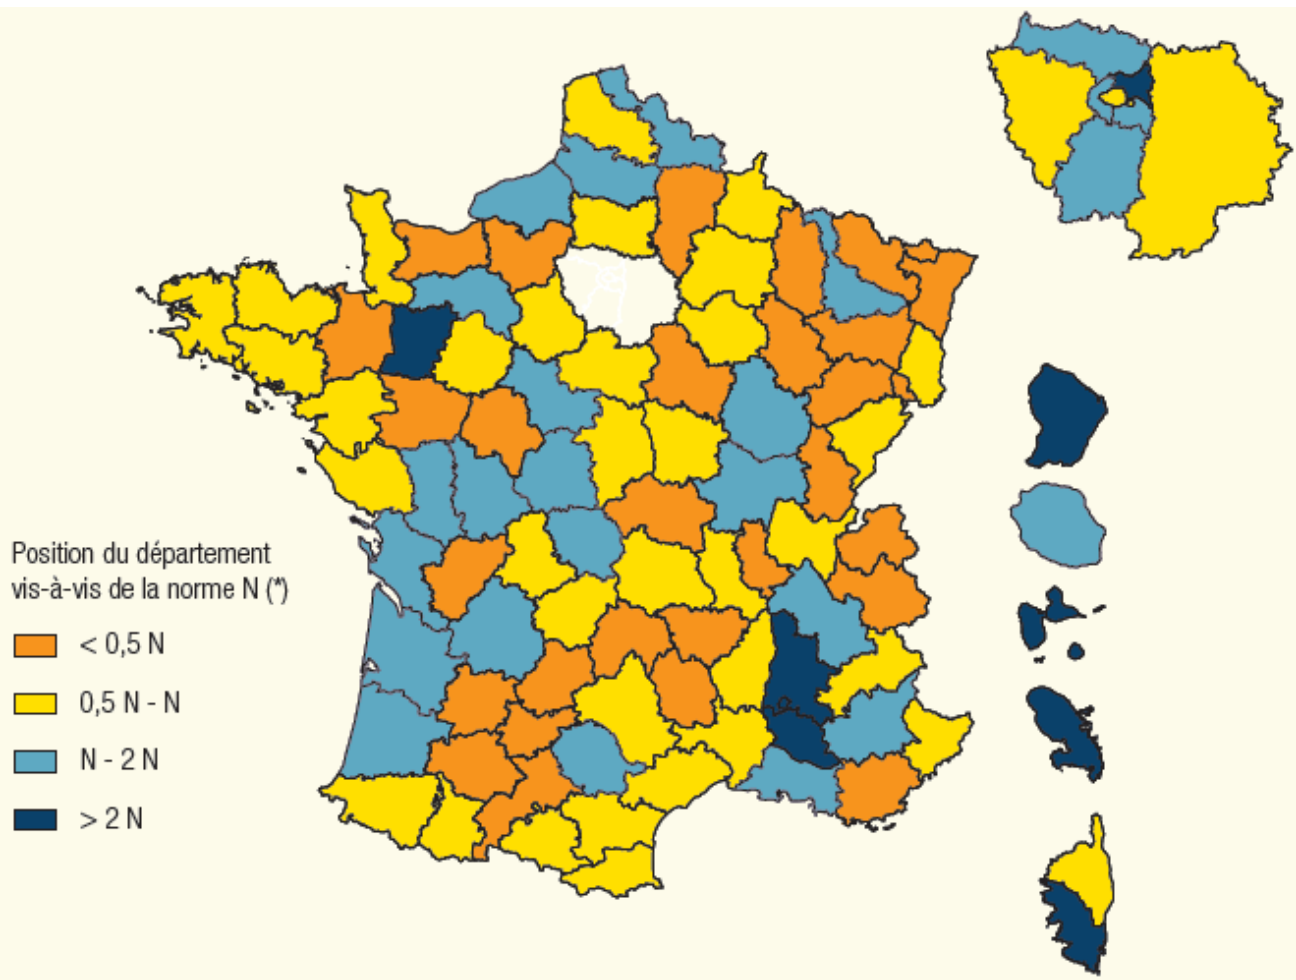 Position du département
vis-à-vis de la norme N (*)
< 0,5 N
0,5 N - N
N - 2 N
> 2 N